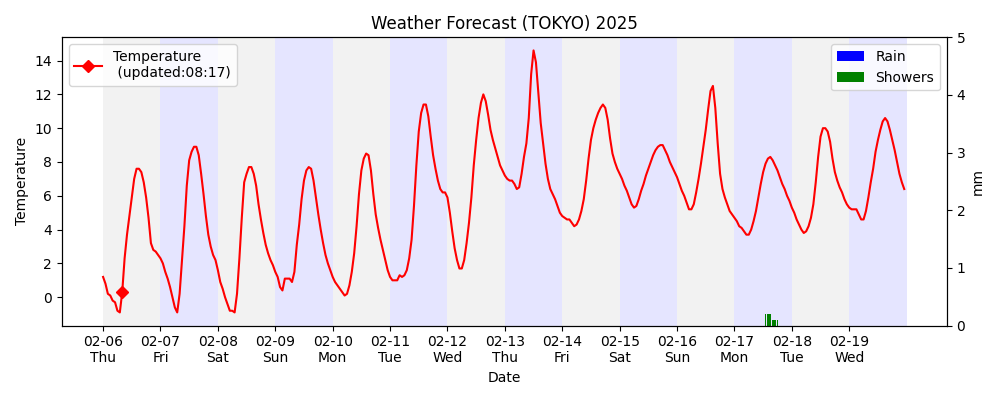 Weather Forecast (TOKYO) 2025
Temperature
(updated:08:17)
Rain
Showers
Temperature
14
12
10
8
6
4
2
0
5
4
3
2
1
0
mm
02-06 02-07 02-08 02-09 02-10 02-11 02-12 02-13 02-14 02-15 02-16 02-17 02-18 02-19
Thu Fri Sat Sun Mon Tue Wed Thu Fri Sat Sun Mon Tue Wed
Date